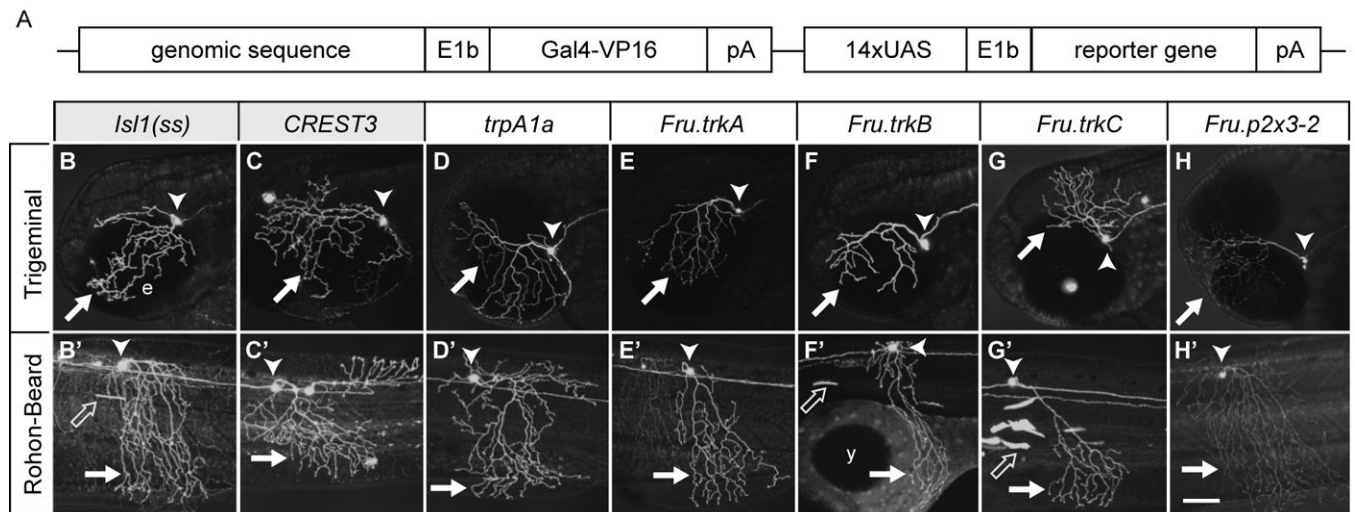 A
genomic sequence E1b Gal4-VP16 pA 14xUAS E1b reporter gene pA
Isl1(ss) CREST3 trpA1a Fru.trkA Fru.trkB Fru.trkC Fru.p2x3-2
Trigeminal
B C D E F G H
e
Rohon-Beard
B' C' D' E' F' G' H'
y